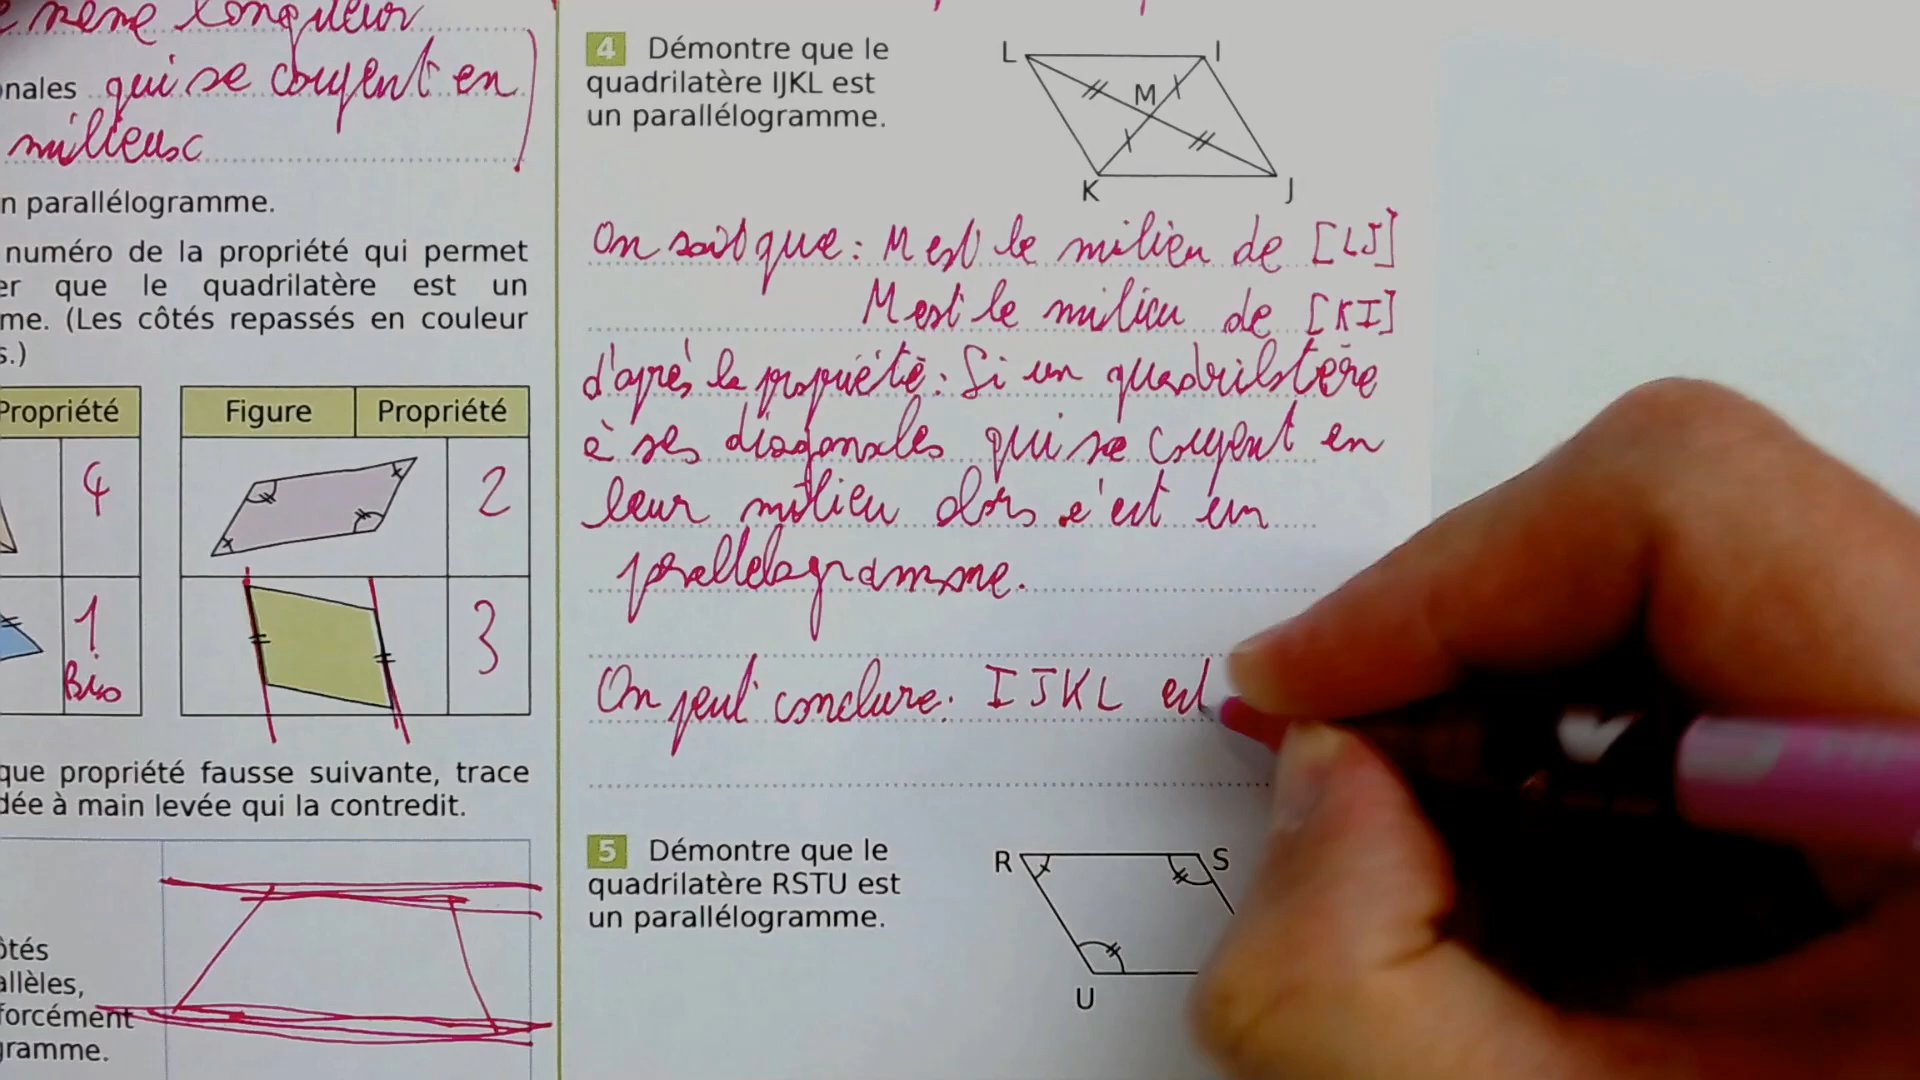 même longueur
nales qui se coupent en
milieux
n parallélogramme.
numéro de la propriété qui permet
er que le quadrilatère est un
me. (Les côtés repassés en couleur
s.)
Propriété
4
1
Bis
Figure Propriété
2
3
que propriété fausse suivante, trace
dée à main levée qui la contredit.
ôtés
allèles,
forcément
gramme.
4 Démontre que le
quadrilatère IJKL est
un parallélogramme.
L I
M
K J
On sait que : M est le milieu de [LJ]
M est le milieu de [KI]
d'après la propriété : Si un quadrilatère
à ses diagonales qui se coupent en
leur milieu alors c'est un
parallélogramme.
On peut conclure : IJKL est
5 Démontre que le
quadrilatère RSTU est
un parallélogramme.
R S
U